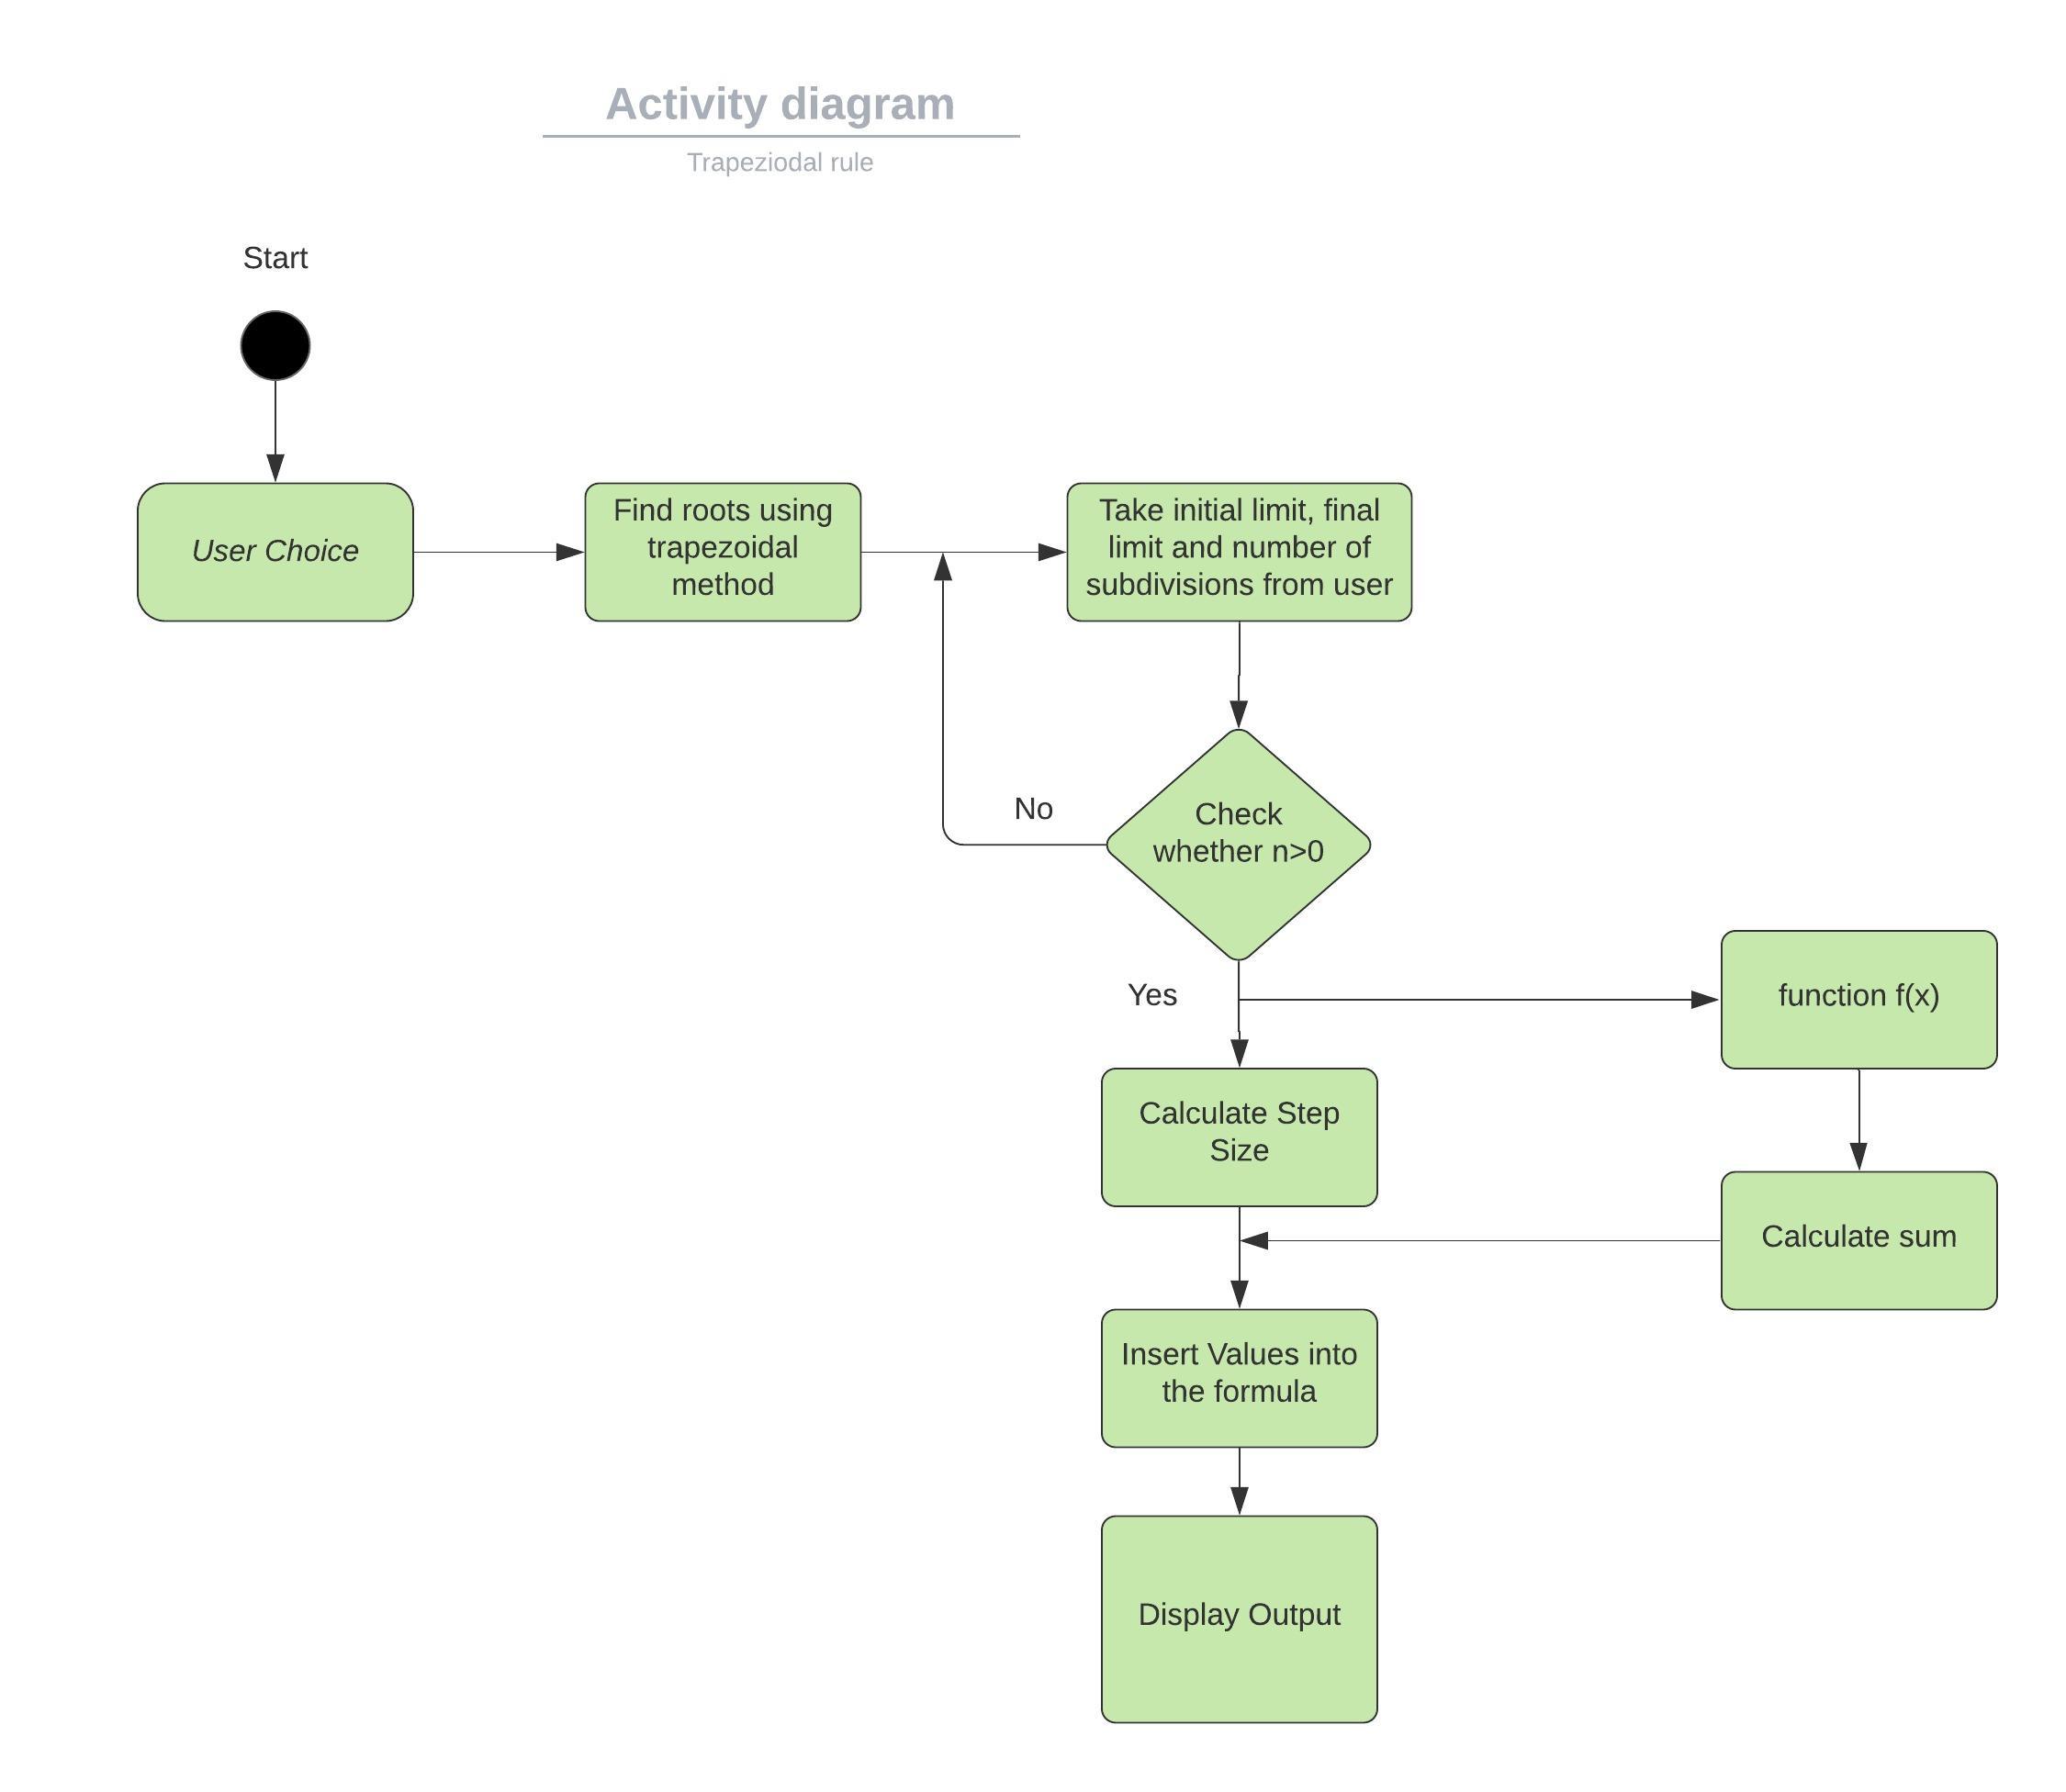 Activity diagram
Trapeziodal rule
Start
User Choice
Find roots using
trapezoidal
method
Take initial limit, final
limit and number of
subdivisions from user
No
Check
whether n>0
Yes
function f(x)
Calculate Step
Size
Calculate sum
Insert Values into
the formula
Display Output